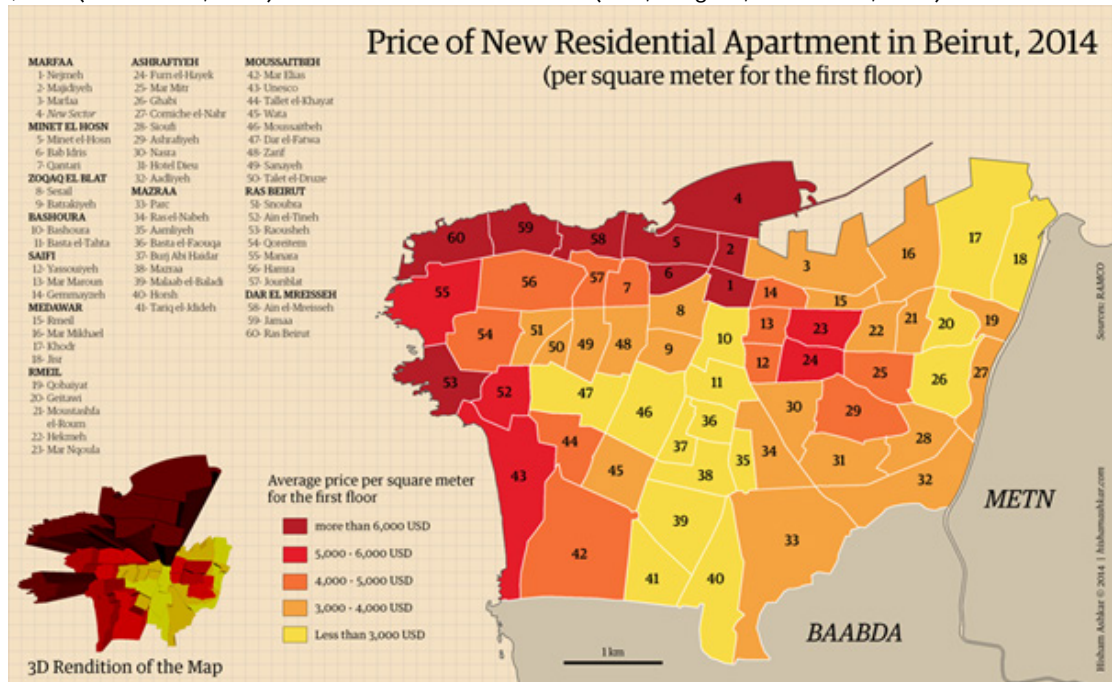 Price of New Residential Apartment in Beirut, 2014
(per square meter for the first floor)
MARFAA
1- Nejmeh
2- Majidiyeh
3- Marfaa
4- New Sector
MINET EL HOSN
5- Minet el-Hosn
6- Bab Idris
7- Qantari
ZOQAQ EL BLAT
8- Serail
9- Batrakiyeh
BASHOURA
10- Bashoura
11- Basta el-Tahta
SAIFI
12- Yassouiyeh
13- Mar Maroun
14- Gemmayzeh
MEDAWAR
15- Rmeil
16- Mar Mikhael
17- Khodr
18- Jisr
RMEIL
19- Qobaiyat
20- Geitawi
21- Moustashfa
el-Roum
22- Hekmeh
23- Mar Nqoula
ASHRAFIYEH
24- Furn el-Hayek
25- Mar Mitr
26- Ghabi
27- Corniche el-Nahr
28- Sioufi
29- Ashrafiyeh
30- Nasra
31- Hotel Dieu
32- Aadliyeh
MAZRAA
33- Parc
34- Ras el-Nabeh
35- Aamliyeh
36- Basta el-Faouqa
37- Burj Abi Haidar
38- Mazraa
39- Malaab el-Baladi
40- Horsh
41- Tariq el-Jdideh
MOUSSAITBEH
42- Mar Elias
43- Unesco
44- Tallet el-Khayat
45- Wata
46- Moussaitbeh
47- Dar el-Fatwa
48- Zarif
49- Sanayeh
50- Talet el-Druze
RAS BEIRUT
51- Snoubra
52- Ain el-Tineh
53- Raousheh
54- Qoreitem
55- Manara
56- Hamra
57- Jounblat
DAR EL MREISSEH
58- Ain el-Mreisseh
59- Jamaa
60- Ras Beirut
4
60
59
58
5
2
3
16
17
18
6
1
55
56
57
7
14
15
8
13
23
22
21
20
19
54
51
50
49
48
9
10
12
24
25
26
27
53
52
47
46
11
36
30
29
28
44
45
37
38
35
34
31
32
43
42
39
41
40
33
METN
BAABDA
1 km
Average price per square meter
for the first floor
more than 6,000 USD
5,000 - 6,000 USD
4,000 - 5,000 USD
3,000 - 4,000 USD
Less than 3,000 USD
3D Rendition of the Map
Sources: RAMCO
Hisham Ashkar © 2014 | hishamashkar.com